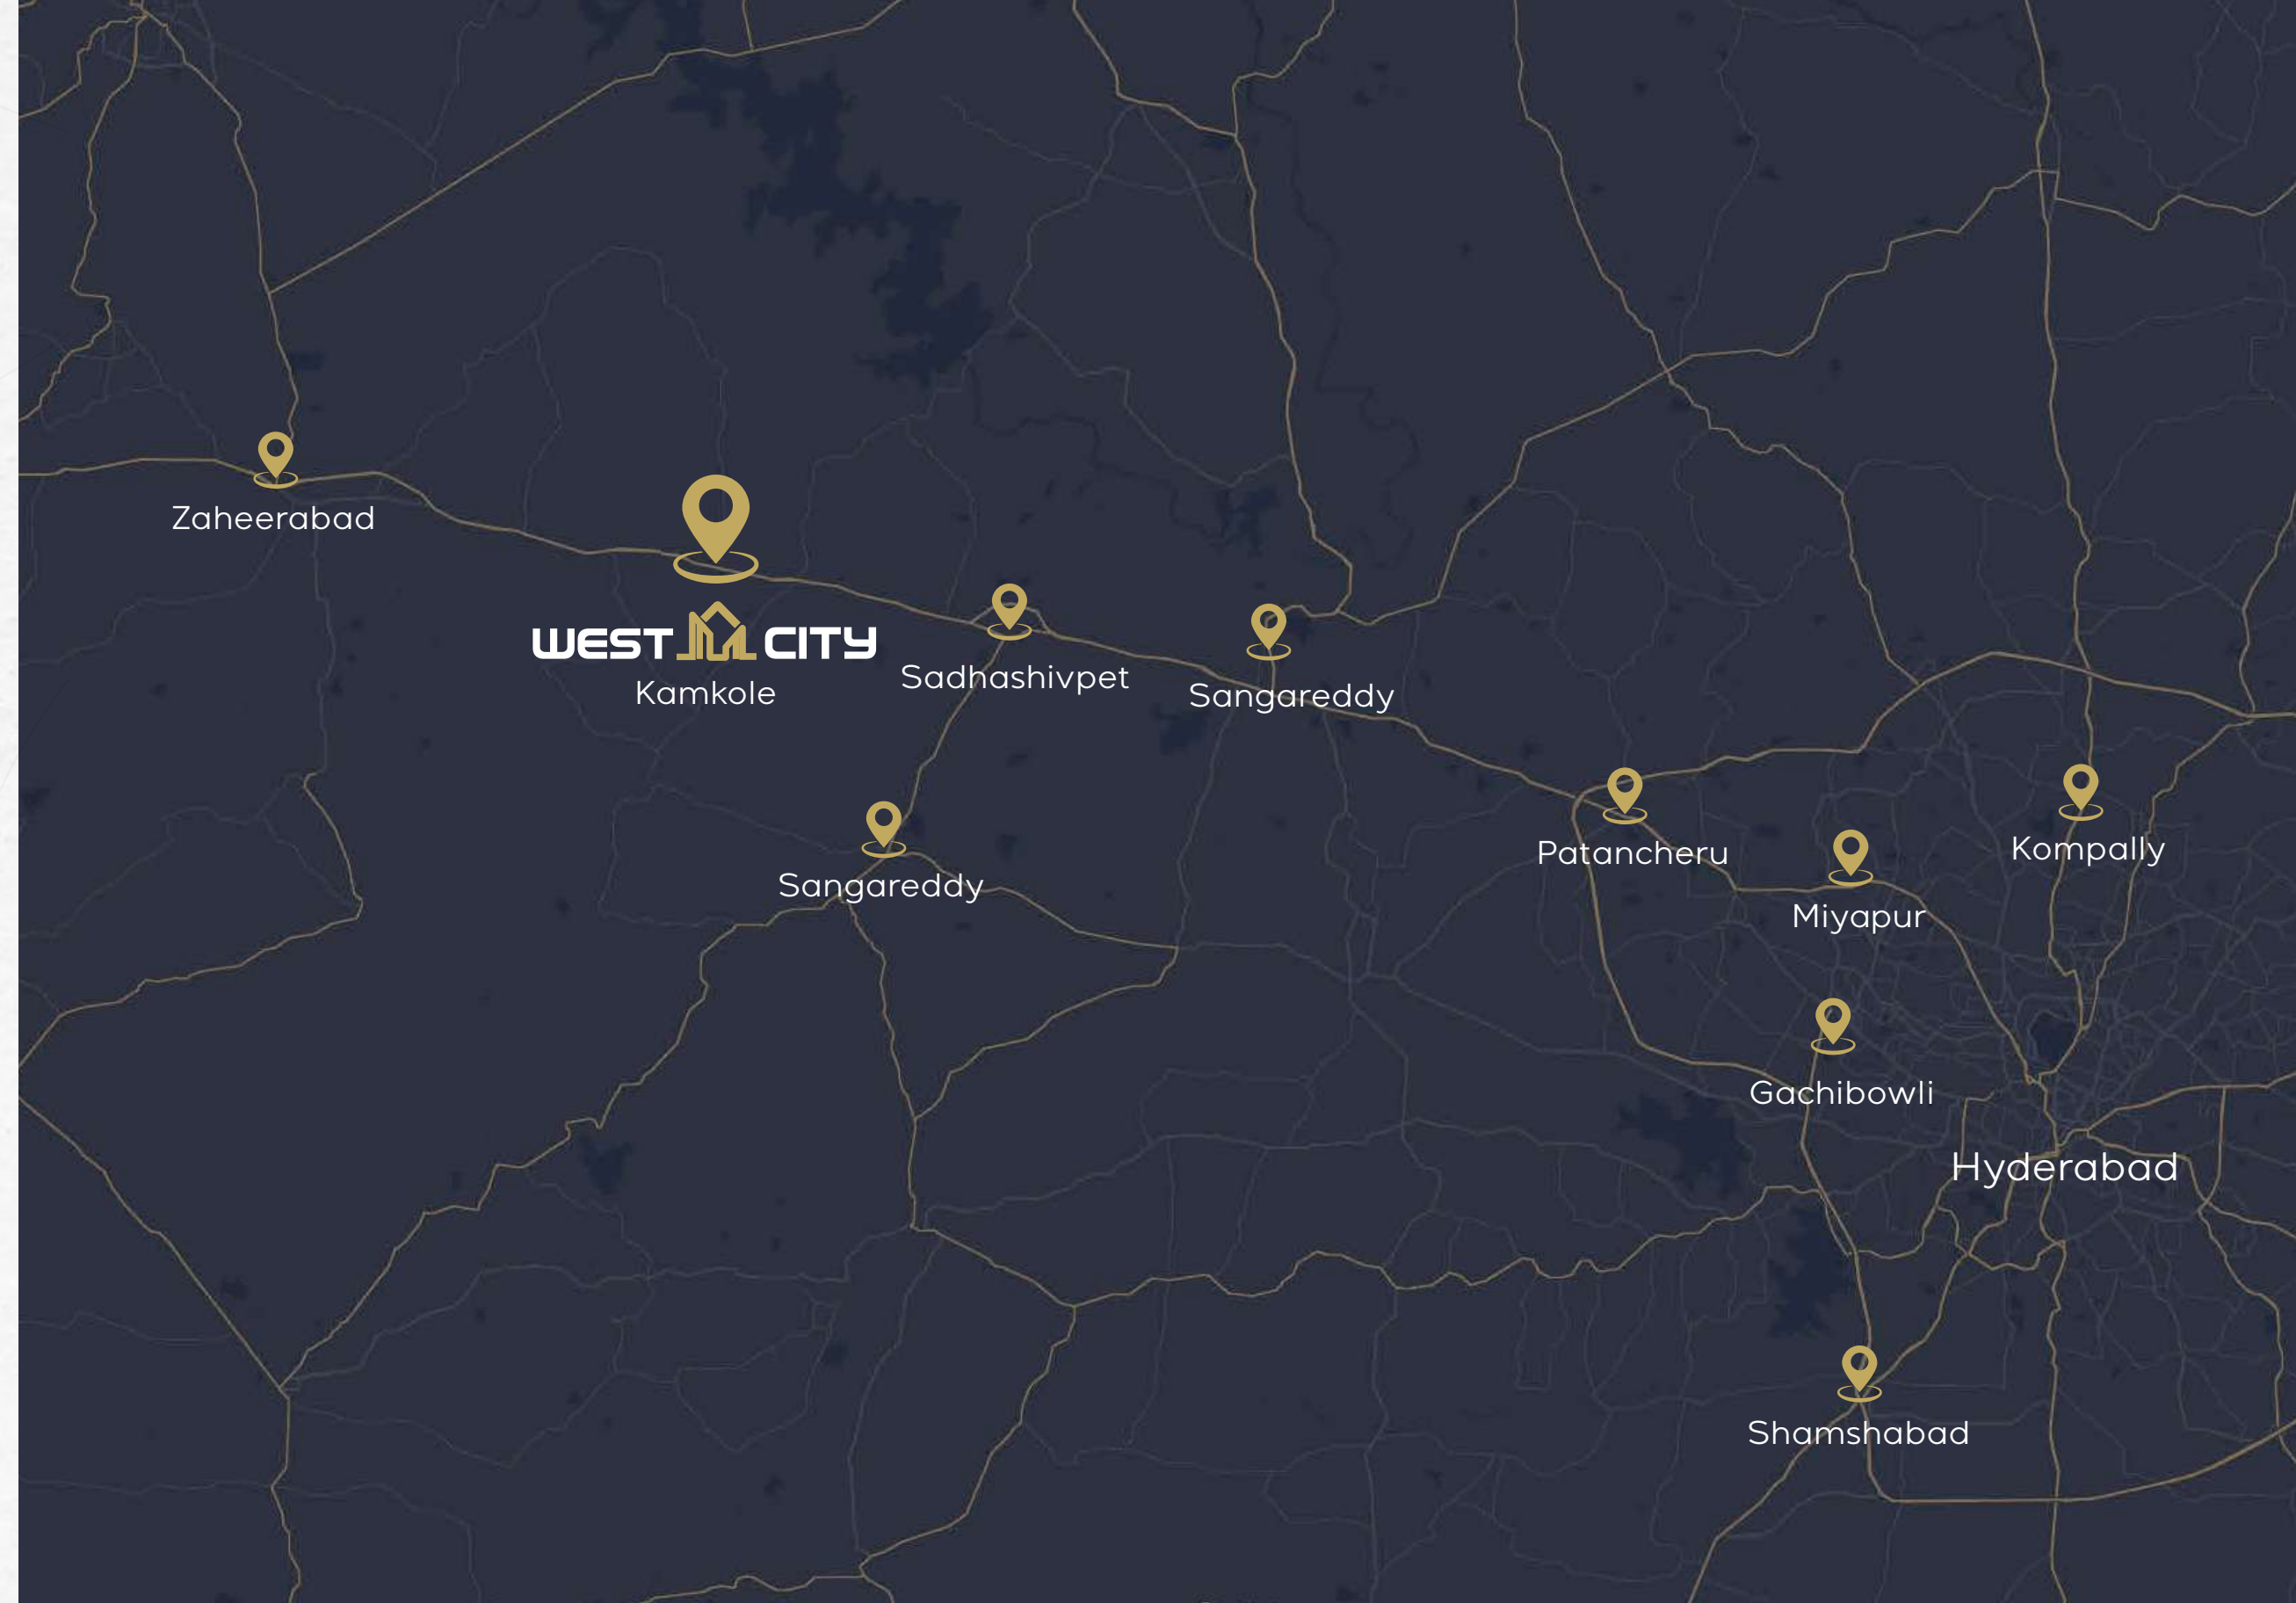 Zaheerabad
WEST CITY
Kamkole
Sadhashivpet
Sangareddy
Patancheru
Kompally
Sangareddy
Miyapur
Gachibowli
Hyderabad
Shamshabad